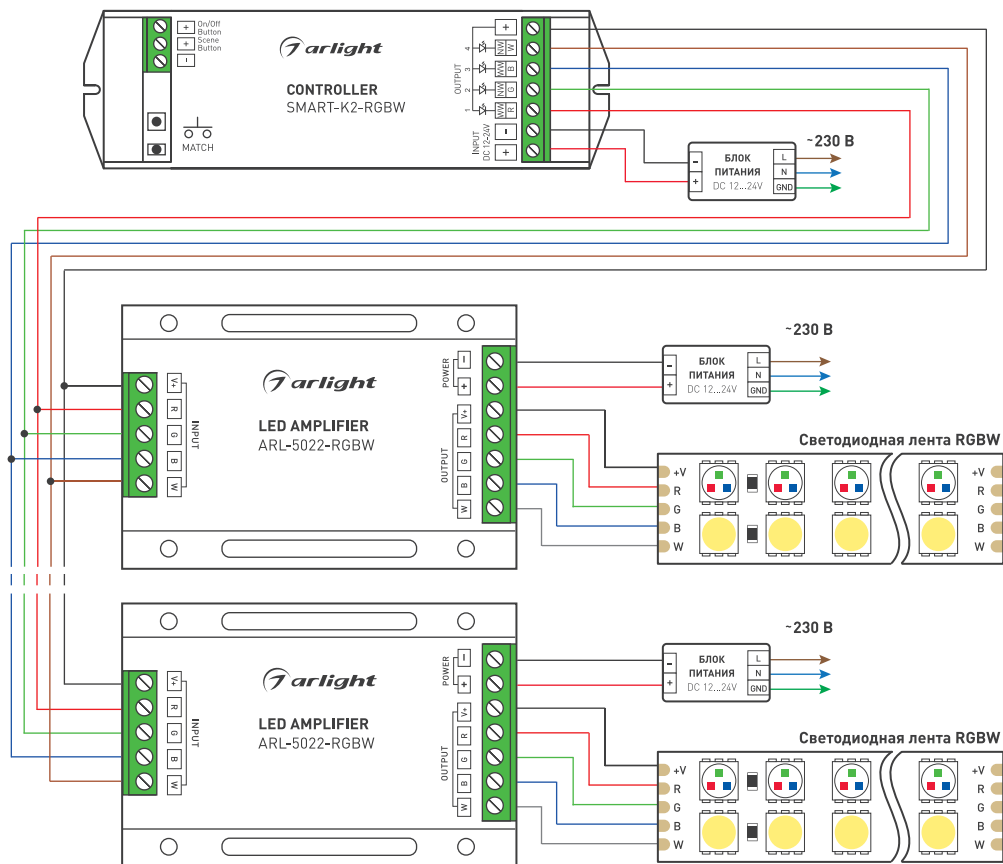 + On/Off Button
+ Scene Button
-
MATCH
arlight
CONTROLLER
SMART-K2-RGBW
OUTPUT
+
4 NW W
3 WW B
2 NW G
1 WW R
INPUT DC 12-24V
-
+
~230 В
- БЛОК ПИТАНИЯ L
+ DC 12...24V N
GND
arlight
LED AMPLIFIER
ARL-5022-RGBW
INPUT
V+
R
G
B
W
POWER
-
+
OUTPUT
V+
R
G
B
W
~230 В
- БЛОК ПИТАНИЯ L
+ DC 12...24V N
GND
Светодиодная лента RGBW
+V +V
R R
G G
B B
W W
arlight
LED AMPLIFIER
ARL-5022-RGBW
INPUT
V+
R
G
B
W
POWER
-
+
OUTPUT
V+
R
G
B
W
~230 В
- БЛОК ПИТАНИЯ L
+ DC 12...24V N
GND
Светодиодная лента RGBW
+V +V
R R
G G
B B
W W